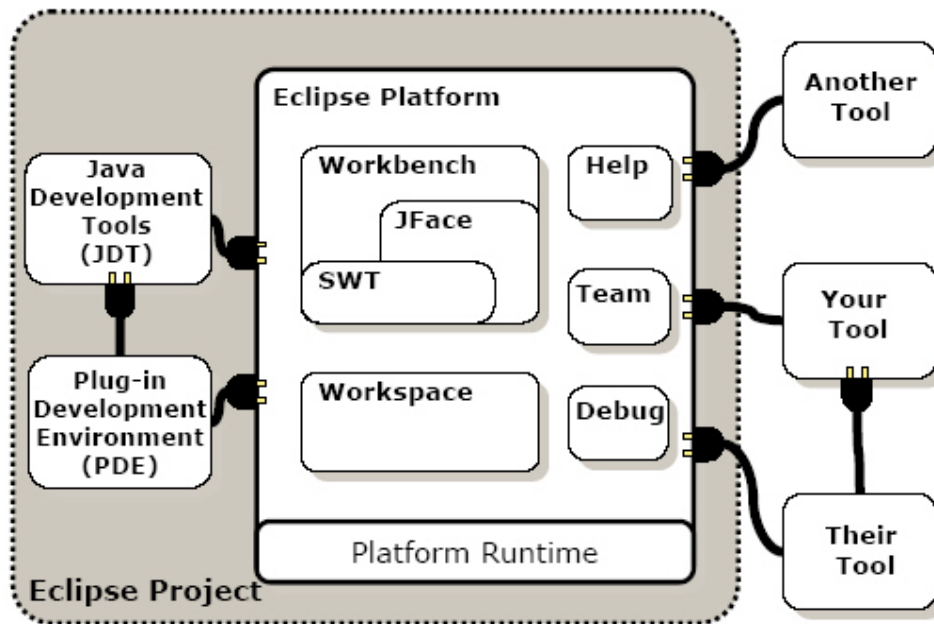 Eclipse Platform
Another
Tool
Workbench
Help
Java
Development
Tools
(JDT)
JFace
SWT
Team
Your
Tool
Plug-in
Development
Environment
(PDE)
Workspace
Debug
Their
Tool
Platform Runtime
Eclipse Project